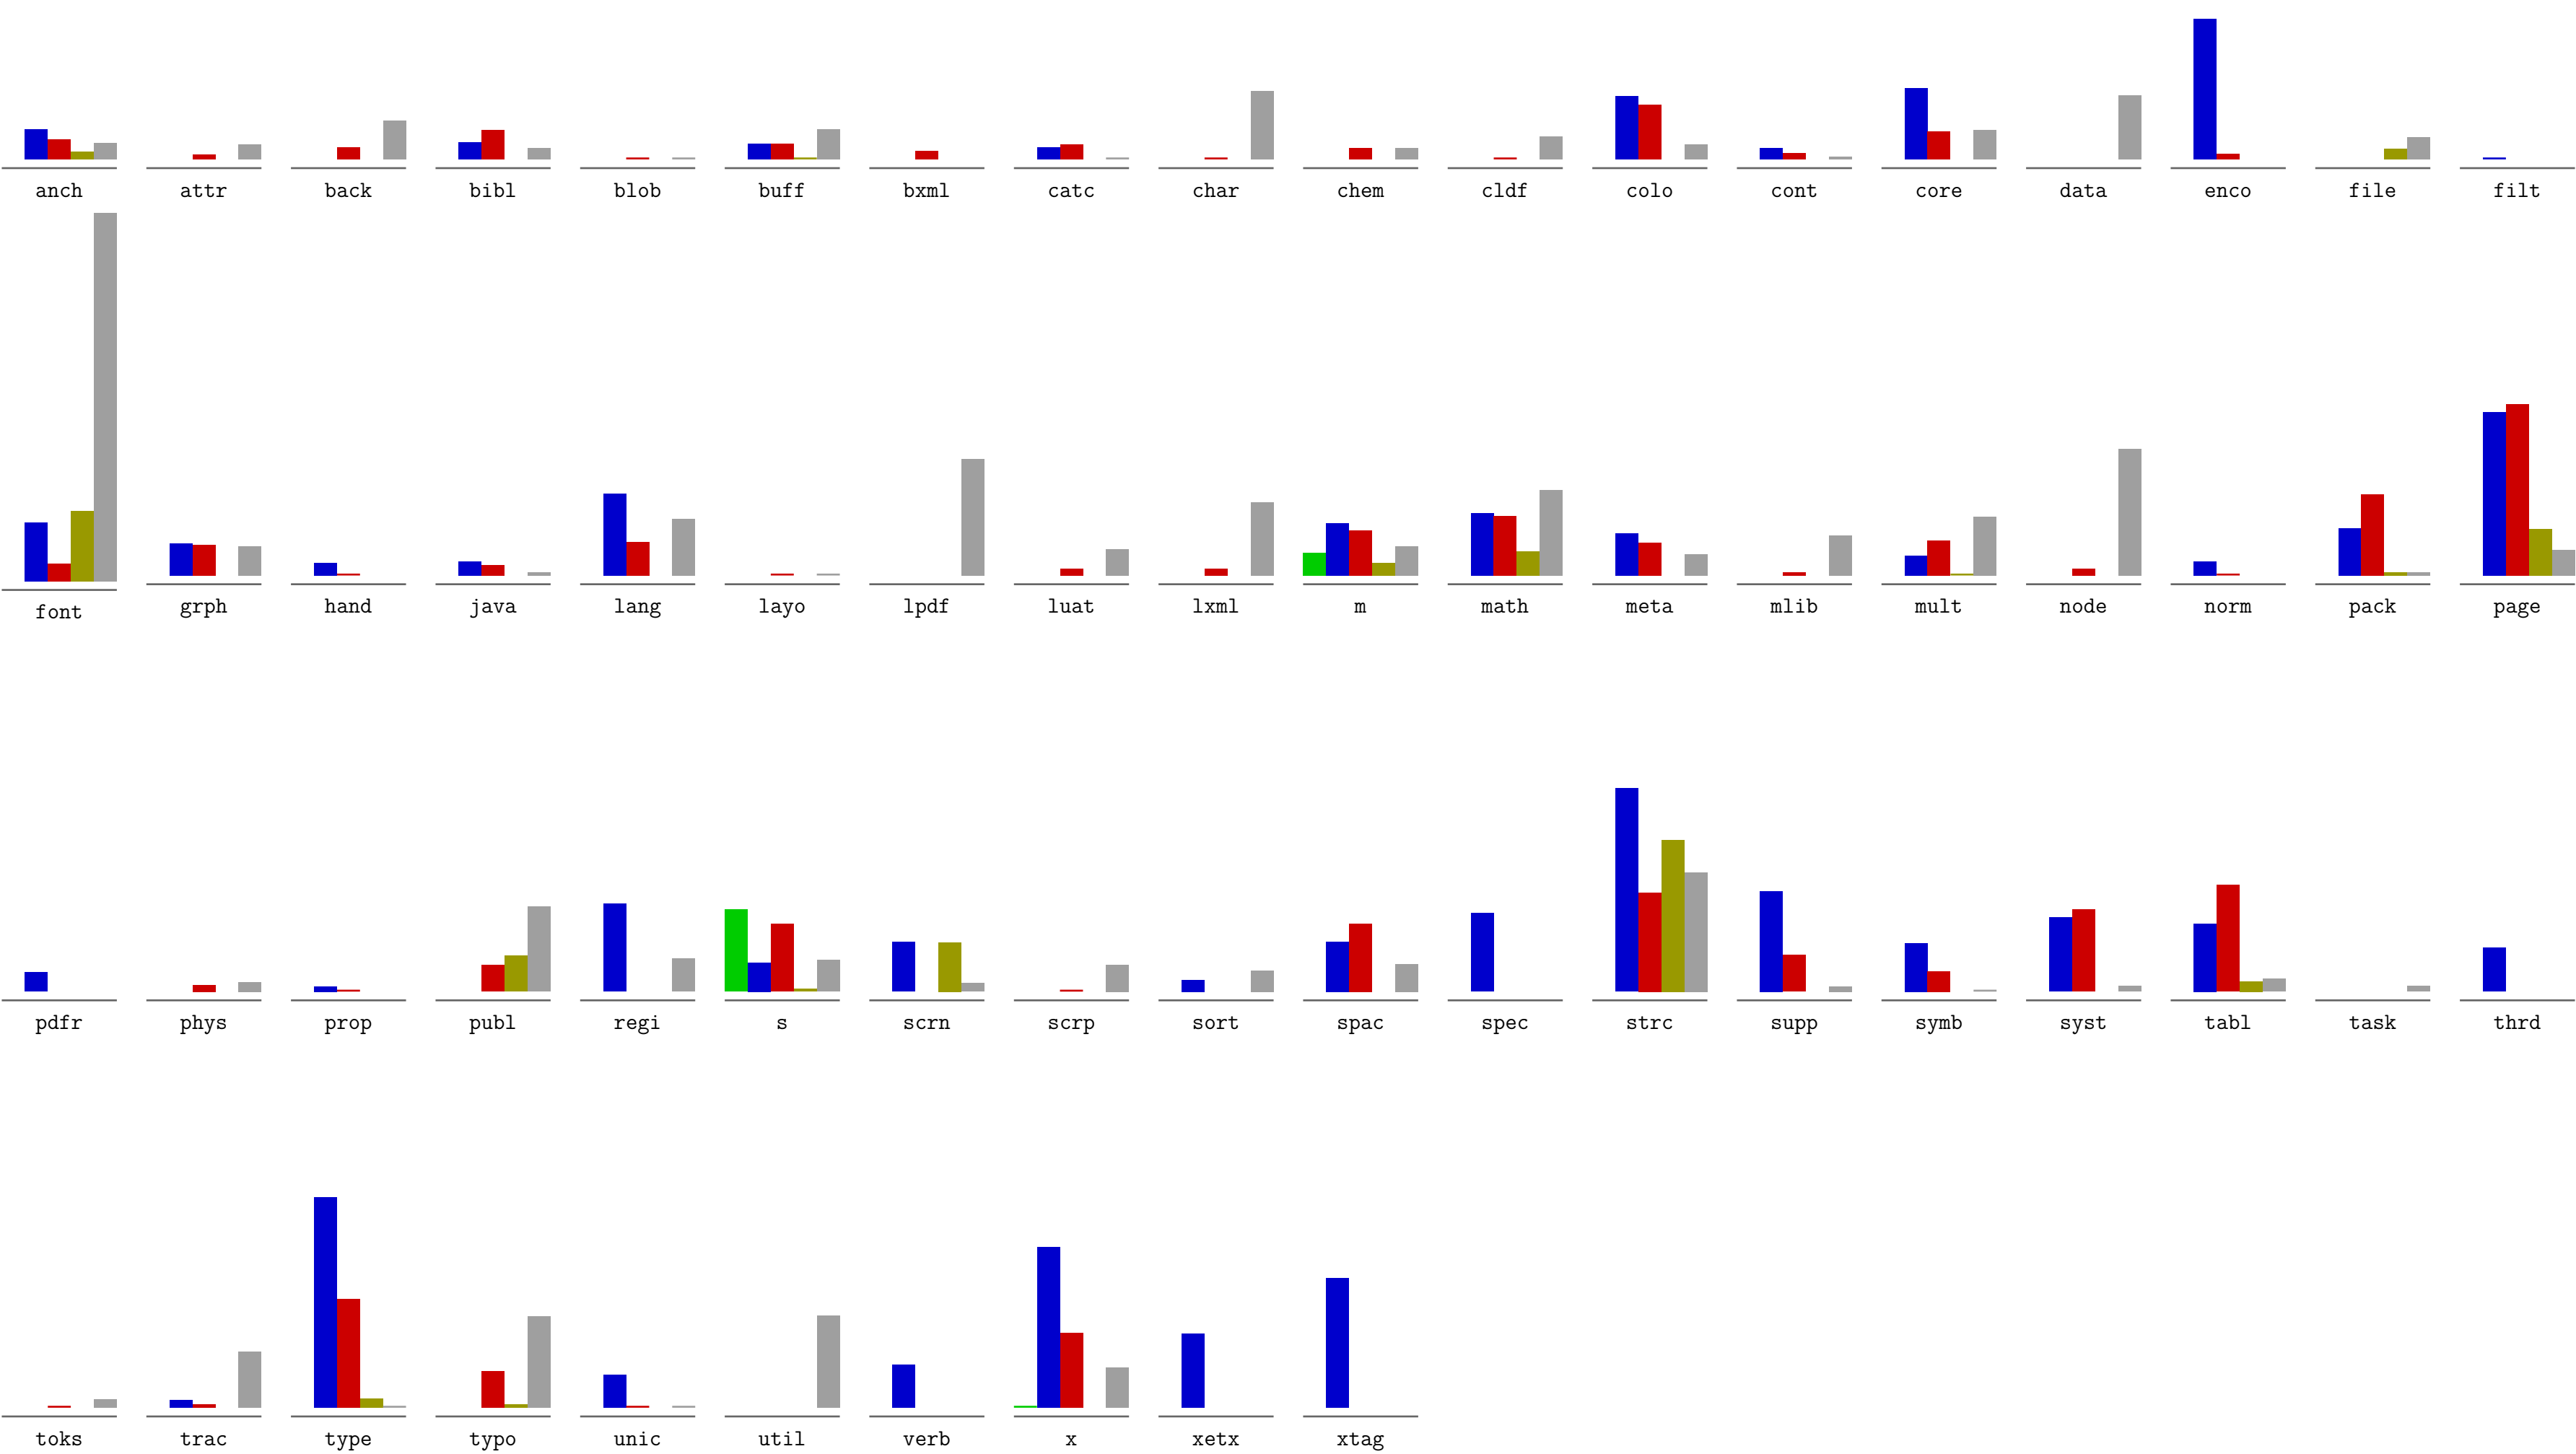 anch attr back bibl blob buff bxml catc char chem cldf colo cont core data enco file filt
font grph hand java lang layo lpdf luat lxml m math meta mlib mult node norm pack page
pdfr phys prop publ regi s scrn scrp sort spac spec strc supp symb syst tabl task thrd
toks trac type typo unic util verb x xetx xtag